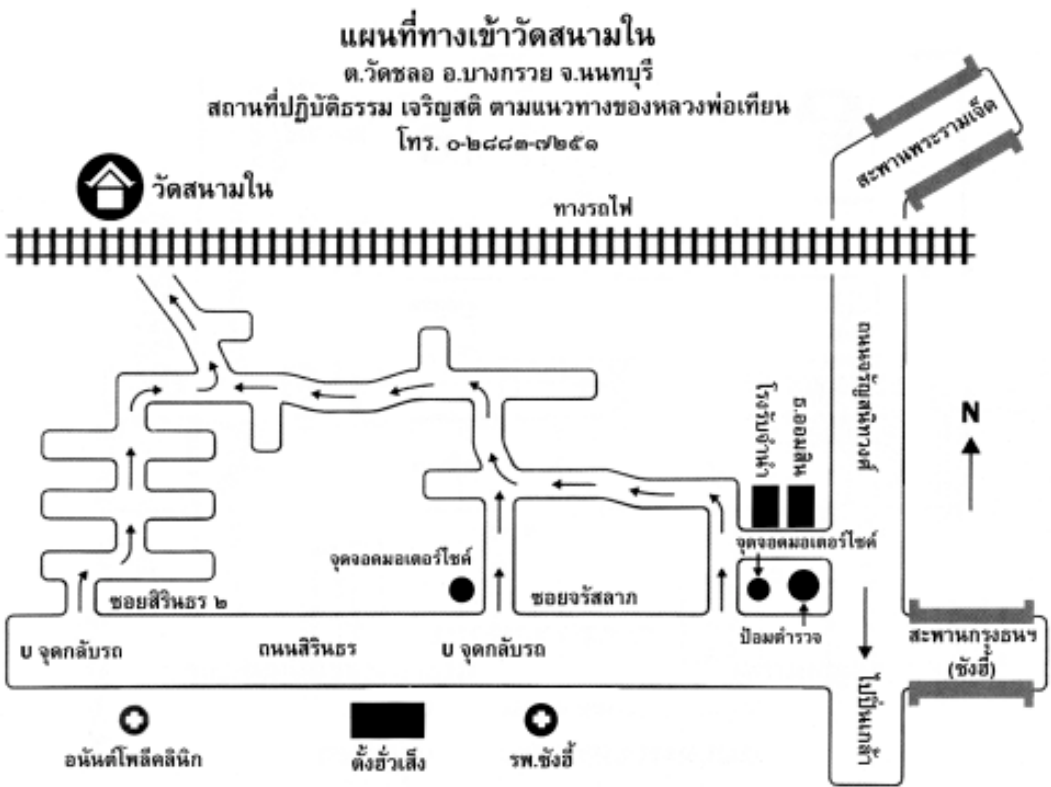 แผนที่ทางเข้าวัดสนามใน
ต.วัดชลอ อ.บางกรวย จ.นนทบุรี
สถานที่ปฏิบัติธรรม เจริญสติ ตามแนวทางของหลวงพ่อเทียน
โทร. ๐-๒๘๘๓-๗๒๕๑
สะพานพระรามเจ็ด
วัดสนามใน
ทางรถไฟ
ถนนจรัญสนิทวงศ์
โรงรับจำนำ
ธ.ออมสิน
N
จุดจอดมอเตอร์ไซค์
จุดจอดมอเตอร์ไซค์
ซอยสิรินธร ๒
ซอยจรัสลาภ
ป้อมตำรวจ
สะพานกรุงธนฯ
(ซังฮี้)
U จุดกลับรถ
ถนนสิรินธร
U จุดกลับรถ
ไปปิ่นเกล้า
อนันต์โพลีคลินิก
ตั้งฮั่วเส็ง
รพ.ซังฮี้